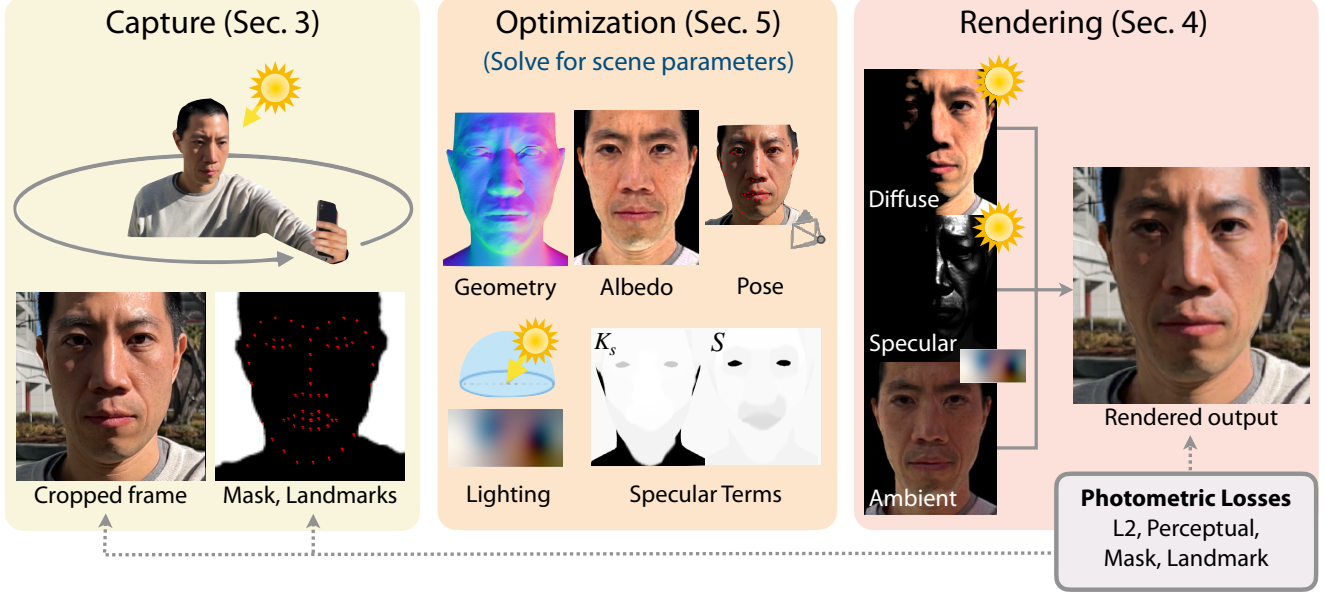 Capture (Sec. 3)
Cropped frame
Mask, Landmarks
Optimization (Sec. 5)
(Solve for scene parameters)
Geometry
Albedo
Pose
Lighting
K_s
S
Specular Terms
Rendering (Sec. 4)
Diffuse
Specular
Ambient
Rendered output
Photometric Losses
L2, Perceptual,
Mask, Landmark